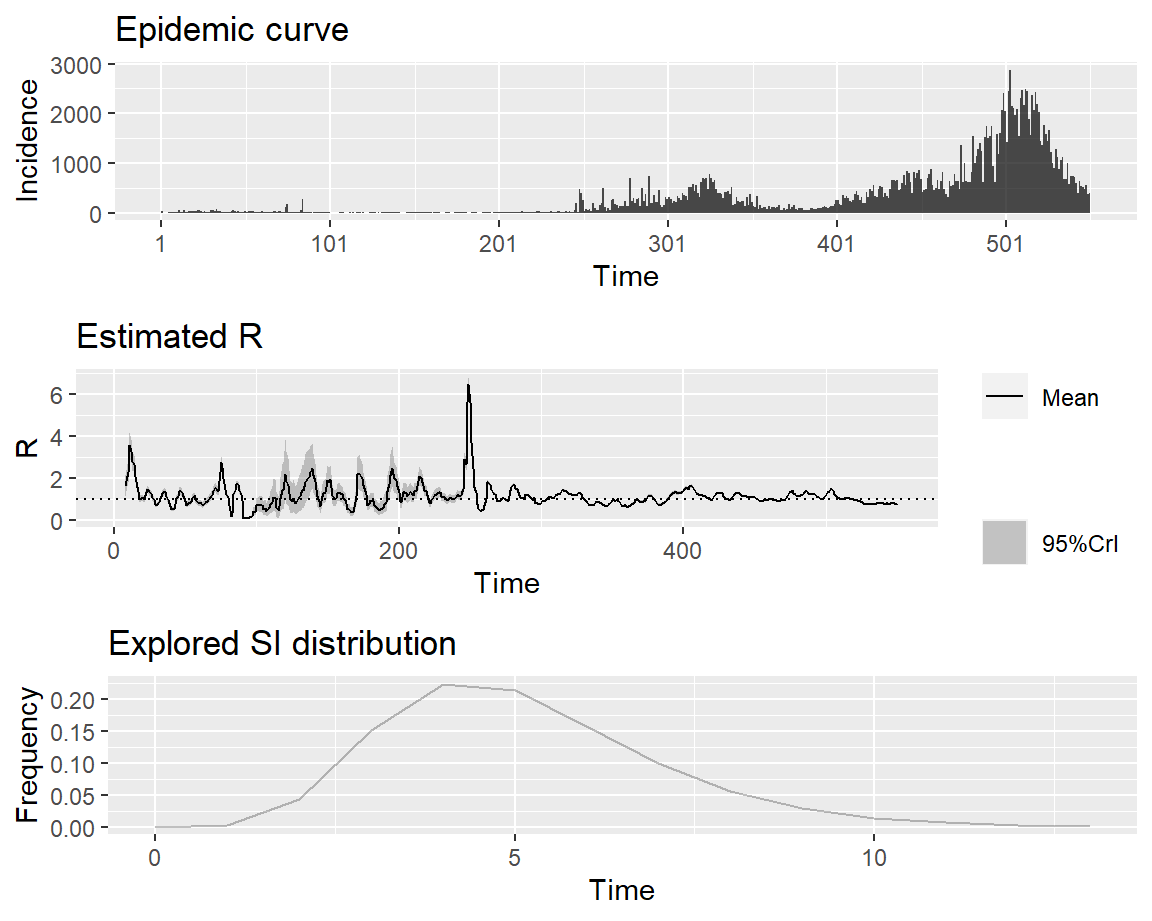 Epidemic curve
3000
2000
1000
0
Incidence
1 101 201 301 401 501
Time
Estimated R
6
4
2
0
R
0 200 400
Time
Mean
95%CrI
Explored SI distribution
0.20
0.15
0.10
0.05
0.00
Frequency
0 5 10
Time